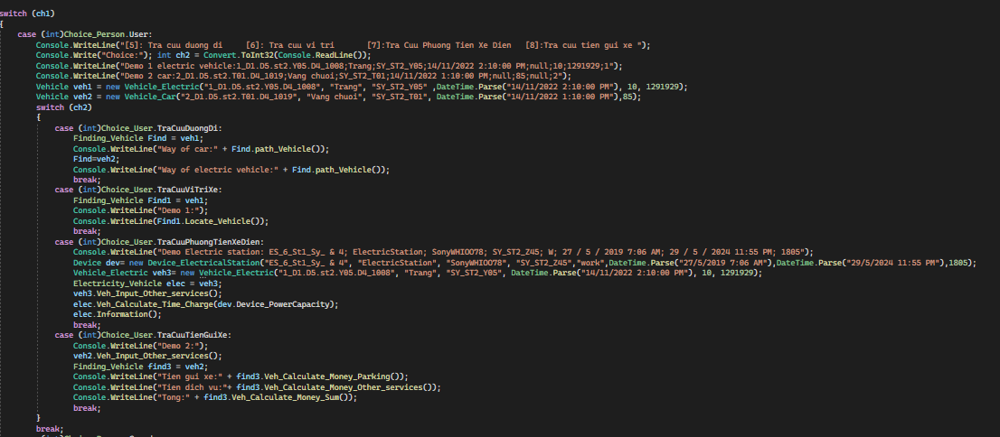 switch (ch1)
{
case (int)Choice_Person.User:
Console.WriteLine("[5]: Tra cuu duong di     [6]: Tra cuu vi tri       [7]:Tra Cuu Phuong Tien Xe Dien   [8]:Tra cuu tien gui xe ");
Console.Write("Choice:"); int ch2 = Convert.ToInt32(Console.ReadLine());
Console.WriteLine("Demo 1 electric vehicle:1_D1.D5.st2.Y05.D4_1008;Trang;SY_ST2_Y05;14/11/2022 2:10:00 PM;null;10;1291929;1");
Console.WriteLine("Demo 2 car:2_D1.D5.st2.T01.D4_1019;Vang chuoi;SY_ST2_T01;14/11/2022 1:10:00 PM;null;85;null;2");
Vehicle veh1 = new Vehicle_Electric("1_D1.D5.st2.Y05.D4_1008", "Trang", "SY_ST2_Y05" ,DateTime.Parse("14/11/2022 2:10:00 PM"), 10, 1291929);
Vehicle veh2 = new Vehicle_Car("2_D1.D5.st2.T01.D4_1019", "Vang chuoi", "SY_ST2_T01", DateTime.Parse("14/11/2022 1:10:00 PM"),85);
switch (ch2)
{
case (int)Choice_User.TraCuuDuongDi:
Finding_Vehicle Find = veh1;
Console.WriteLine("Way of car:" + Find.path_Vehicle());
Find=veh2;
Console.WriteLine("Way of electric vehicle:" + Find.path_Vehicle());
break;
case (int)Choice_User.TraCuuViTriXe:
Finding_Vehicle Find1 = veh1;
Console.WriteLine("Demo 1:");
Console.WriteLine(Find1.Locate_Vehicle());
break;
case (int)Choice_User.TraCuuPhuongTienXeDien:
Console.WriteLine("Demo Electric station: ES_6_St1_Sy_ & 4; ElectricStation; SonyWHIOO78; SY_ST2_Z45; W; 27 / 5 / 2019 7:06 AM; 29 / 5 / 2024 11:55 PM; 1805");
Device dev= new Device_ElectricalStation("ES_6_St1_Sy_ & 4", "ElectricStation", "SonyWHIOO78", "SY_ST2_Z45","work",DateTime.Parse("27/5/2019 7:06 AM"),DateTime.Parse("29/5/2024 11:55 PM"),1805);
Vehicle_Electric veh3= new Vehicle_Electric("1_D1.D5.st2.Y05.D4_1008", "Trang", "SY_ST2_Y05", DateTime.Parse("14/11/2022 2:10:00 PM"), 10, 1291929);
Electricity_Vehicle elec = veh3;
veh3.Veh_Input_Other_services();
elec.Veh_Calculate_Time_Charge(dev.Device_PowerCapacity);
elec.Information();
break;
case (int)Choice_User.TraCuuTienGuiXe:
Console.WriteLine("Demo 2:");
veh2.Veh_Input_Other_services();
Finding_Vehicle find3 = veh2;
Console.WriteLine("Tien gui xe:" + find3.Veh_Calculate_Money_Parking());
Console.WriteLine("Tien dich vu:"+ find3.Veh_Calculate_Money_Other_services());
Console.WriteLine("Tong:" + find3.Veh_Calculate_Money_Sum());
break;
}
break;